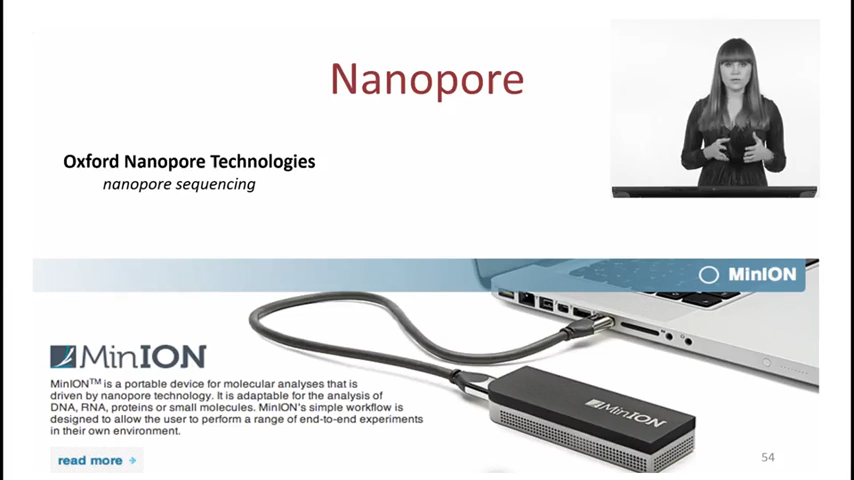 Nanopore
Oxford Nanopore Technologies
nanopore sequencing
MinION
MinION
MinION™ is a portable device for molecular analyses that is
driven by nanopore technology. It is adaptable for the analysis of
DNA, RNA, proteins or small molecules. MinION's simple workflow is
designed to allow the user to perform a range of end-to-end experiments
in their own environment.
read more
MinION
54